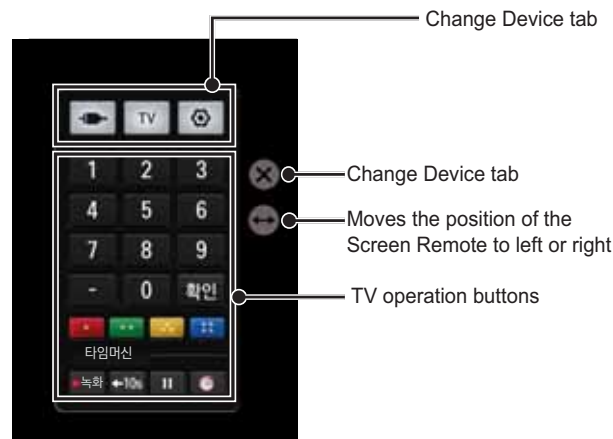 Change Device tab
TV
1 2 3
Change Device tab
4 5 6
Moves the position of the
Screen Remote to left or right
7 8 9
- 0 확인
TV operation buttons
타임머신
녹화 10s